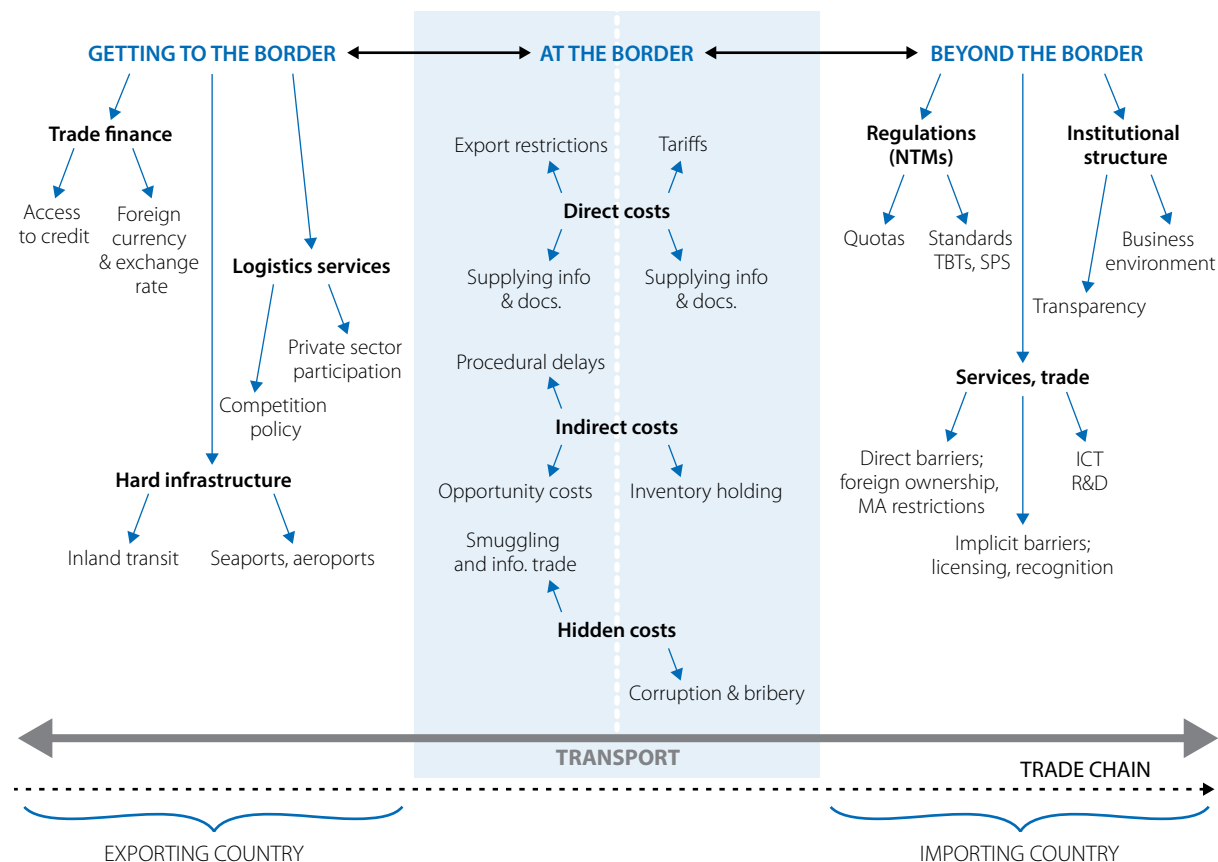 GETTING TO THE BORDER
Trade finance
Access
to credit
Foreign
currency
& exchange
rate
Logistics services
Private sector
participation
Competition
policy
Hard infrastructure
Inland transit
Seaports, aeroports
AT THE BORDER
Export restrictions
Tariffs
Direct costs
Supplying info
& docs.
Supplying info
& docs.
Procedural delays
Indirect costs
Opportunity costs
Inventory holding
Smuggling
and info. trade
Hidden costs
Corruption & bribery
BEYOND THE BORDER
Regulations
(NTMs)
Institutional
structure
Quotas
Standards
TBTs, SPS
Business
environment
Transparency
Services, trade
Direct barriers;
foreign ownership,
MA restrictions
ICT
R&D
Implicit barriers;
licensing, recognition
TRANSPORT
TRADE CHAIN
EXPORTING COUNTRY
IMPORTING COUNTRY